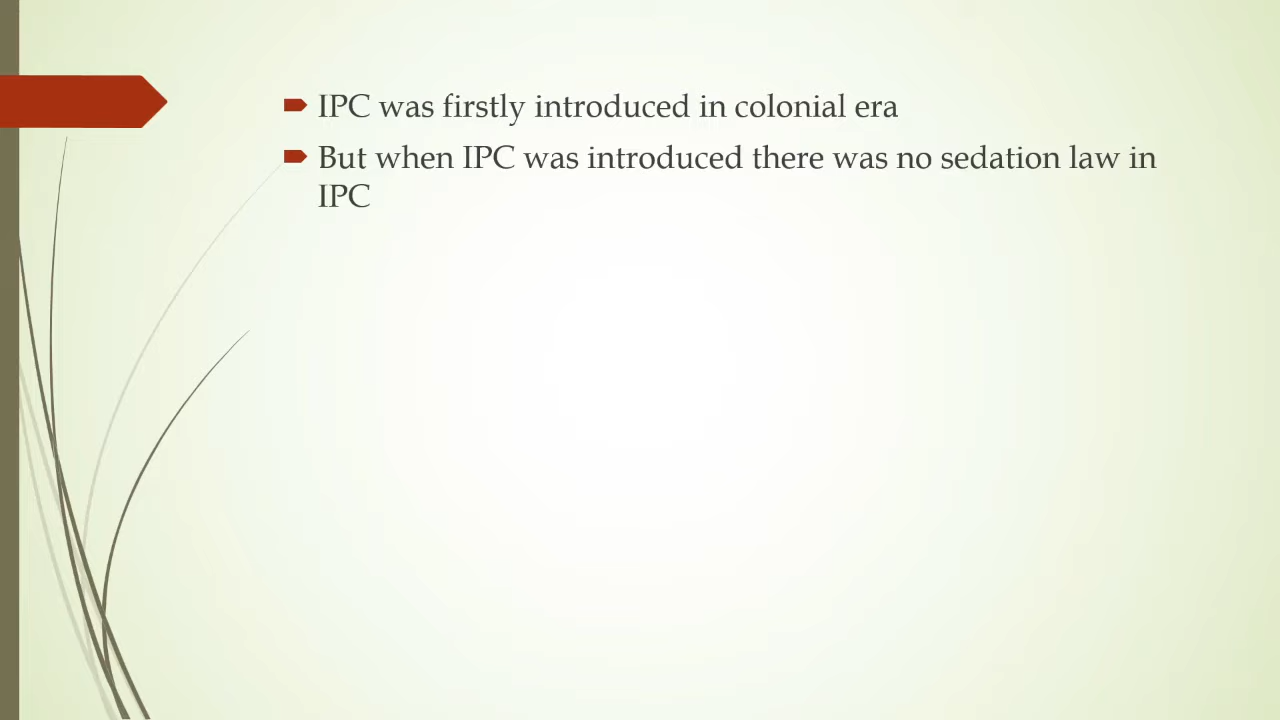 IPC was firstly introduced in colonial era
But when IPC was introduced there was no sedation law in
IPC